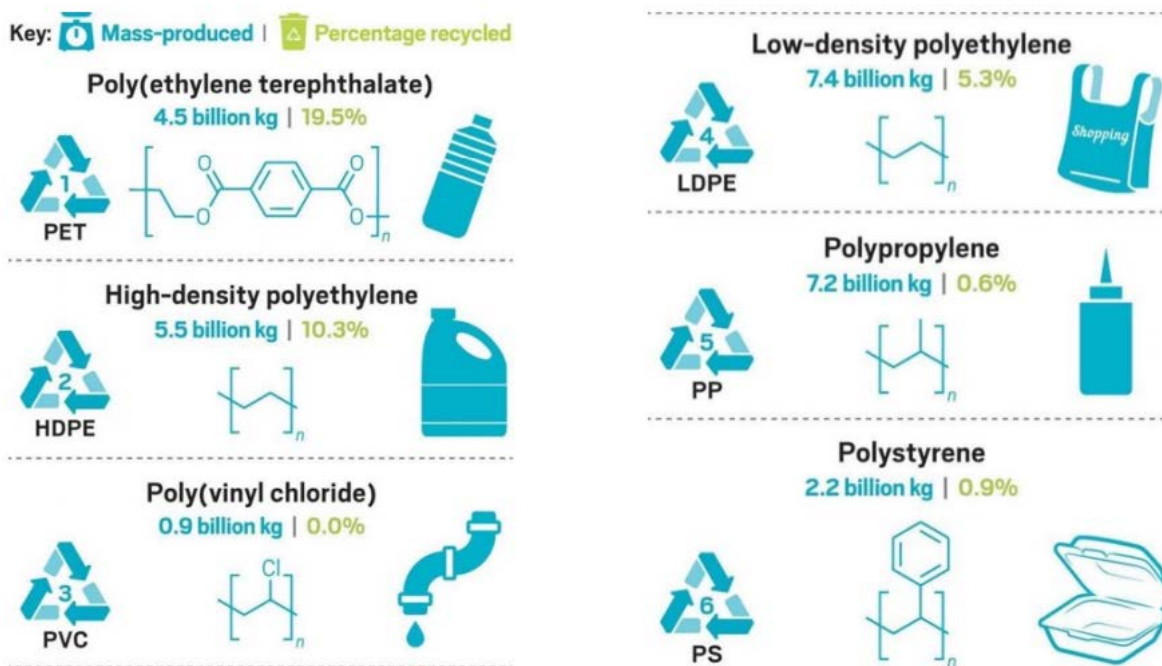 Key: Mass-produced | Percentage recycled
Poly(ethylene terephthalate)
4.5 billion kg | 19.5%
1
PET
O
O
O
O
n
High-density polyethylene
5.5 billion kg | 10.3%
2
HDPE
n
Poly(vinyl chloride)
0.9 billion kg | 0.0%
3
PVC
Cl
n
Low-density polyethylene
7.4 billion kg | 5.3%
4
LDPE
n
Shopping
Polypropylene
7.2 billion kg | 0.6%
5
PP
n
Polystyrene
2.2 billion kg | 0.9%
6
PS
n